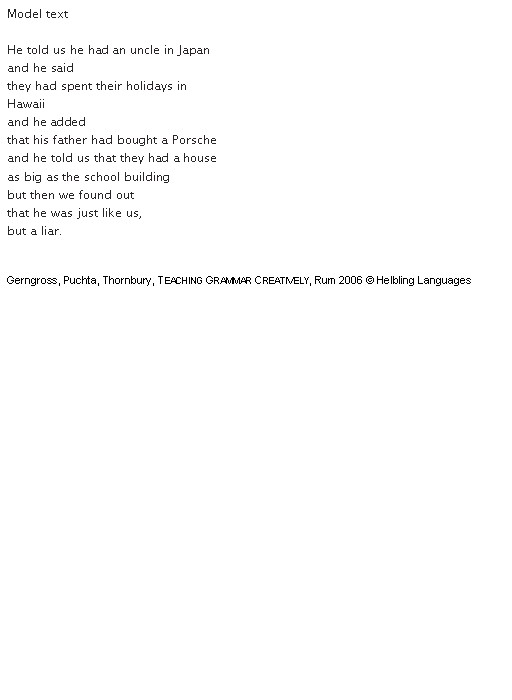 Model text
He told us he had an uncle in Japan
and he said
they had spent their holidays in
Hawaii
and he added
that his father had bought a Porsche
and he told us that they had a house
as big as the school building
but then we found out
that he was just like us,
but a liar.
Gerngross, Puchta, Thornbury, TEACHING GRAMMAR CREATIVELY, Rum 2006 © Helbling Languages